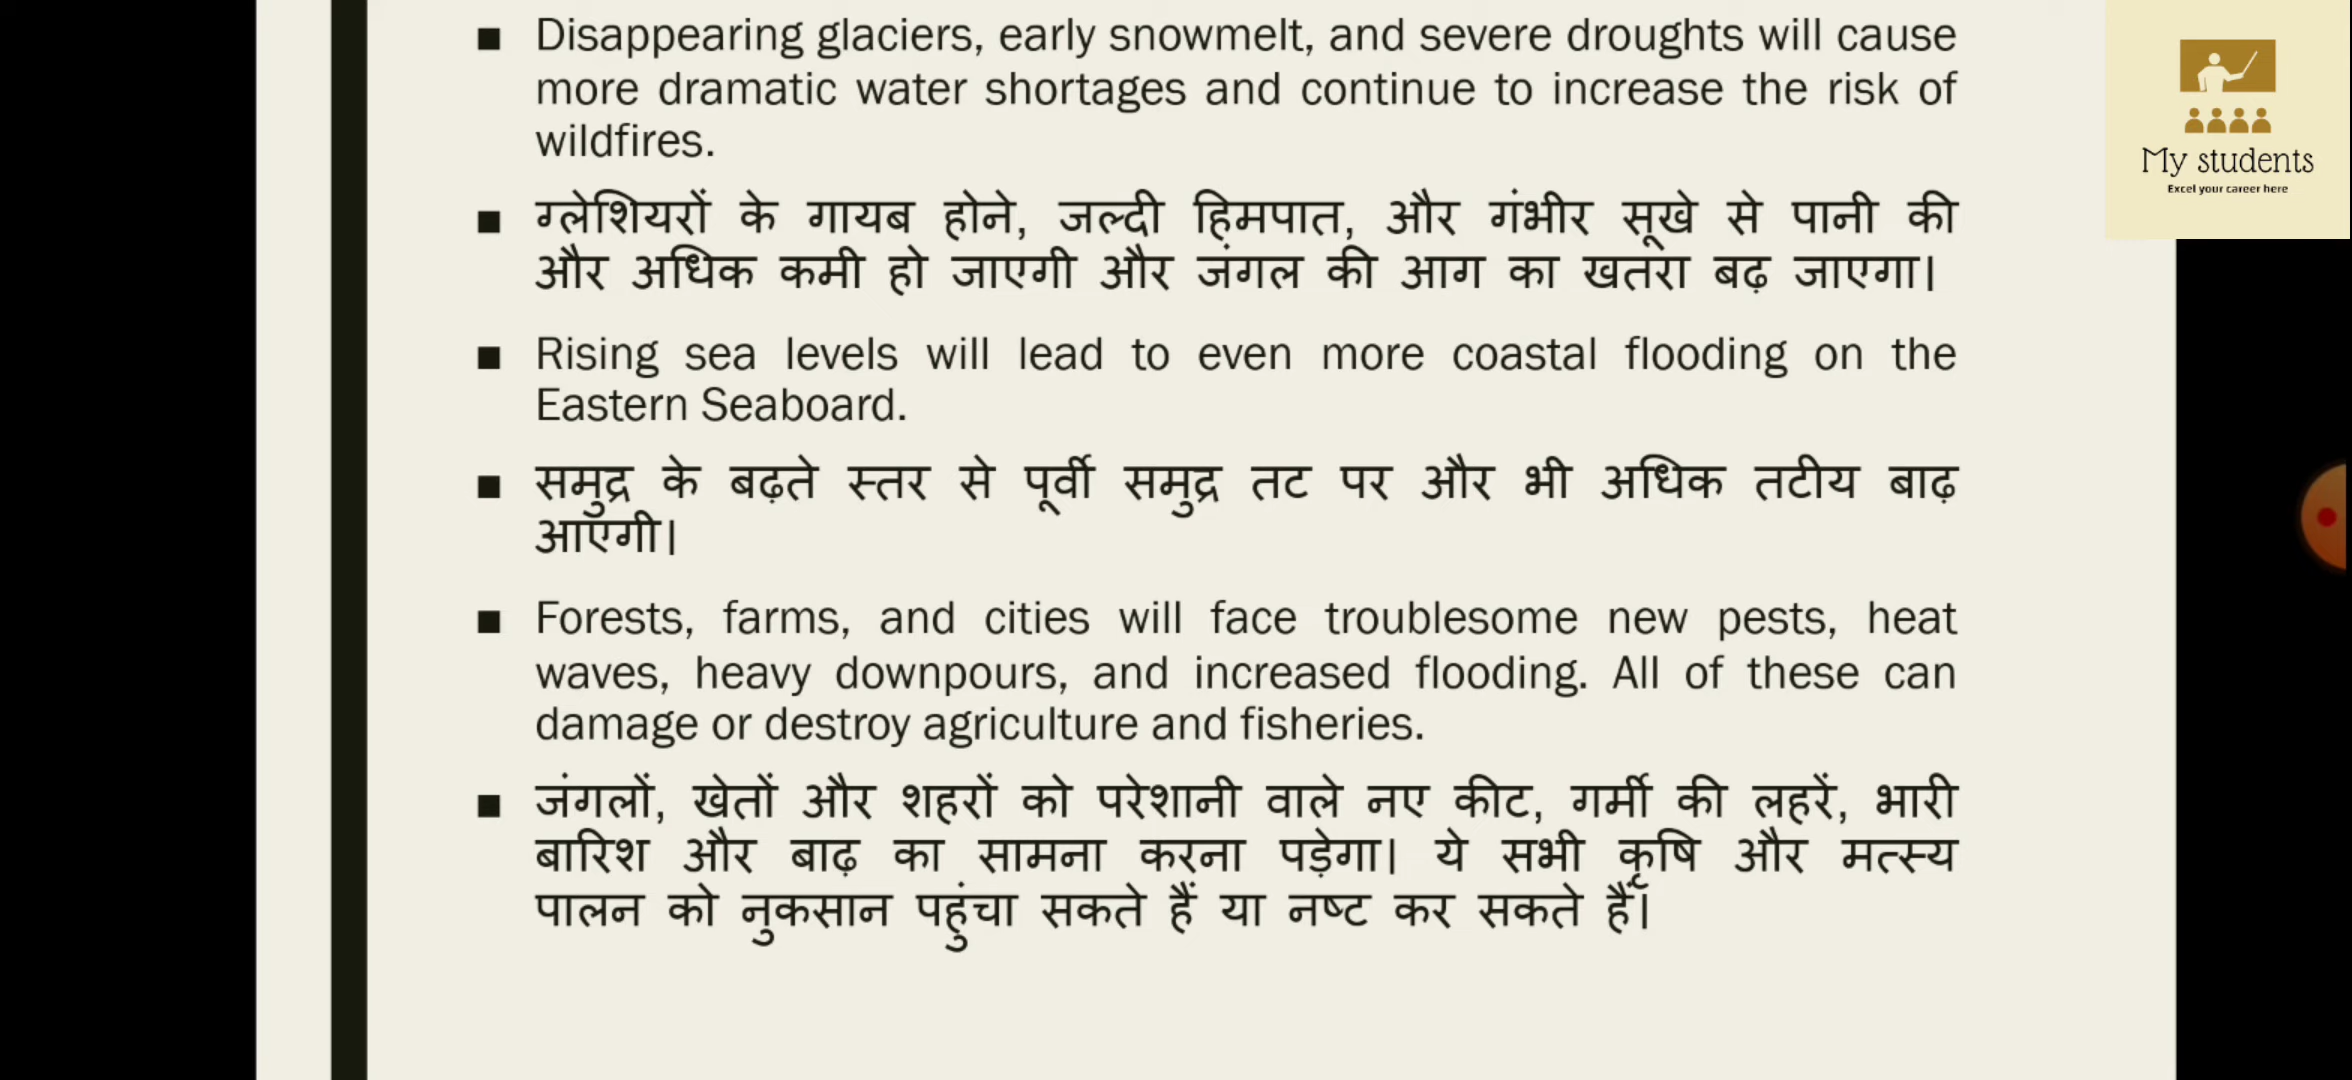 Disappearing glaciers, early snowmelt, and severe droughts will cause
more dramatic water shortages and continue to increase the risk of
wildfires.
ग्लेशियरों के गायब होने, जल्दी हिमपात, और गंभीर सूखे से पानी की
और अधिक कमी हो जाएगी और जंगल की आग का खतरा बढ़ जाएगा।
Rising sea levels will lead to even more coastal flooding on the
Eastern Seaboard.
समुद्र के बढ़ते स्तर से पूर्वी समुद्र तट पर और भी अधिक तटीय बाढ़
आएगी।
Forests, farms, and cities will face troublesome new pests, heat
waves, heavy downpours, and increased flooding. All of these can
damage or destroy agriculture and fisheries.
जंगलों, खेतों और शहरों को परेशानी वाले नए कीट, गर्मी की लहरें, भारी
बारिश और बाढ़ का सामना करना पड़ेगा। ये सभी कृषि और मत्स्य
पालन को नुकसान पहुंचा सकते हैं या नष्ट कर सकते हैं।
My students
Excel your career here